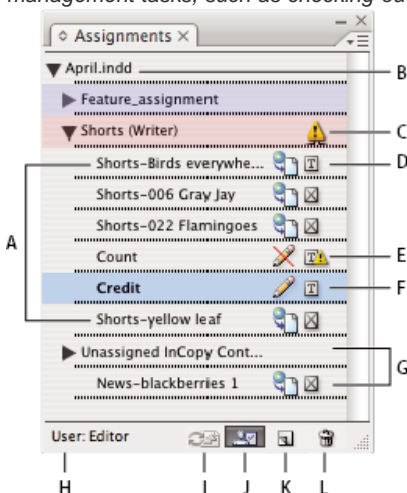 management tasks, such as checking ou
Assignments ×
April.indd
B
Feature_assignment
Shorts (Writer)
C
Shorts-Birds everywhe...
T
D
A
Shorts-006 Gray Jay
Shorts-022 Flamingoes
Count
T
E
Credit
T
F
Shorts-yellow leaf
Unassigned InCopy Cont...
G
News-blackberries 1
User: Editor
H
I
J
K
L